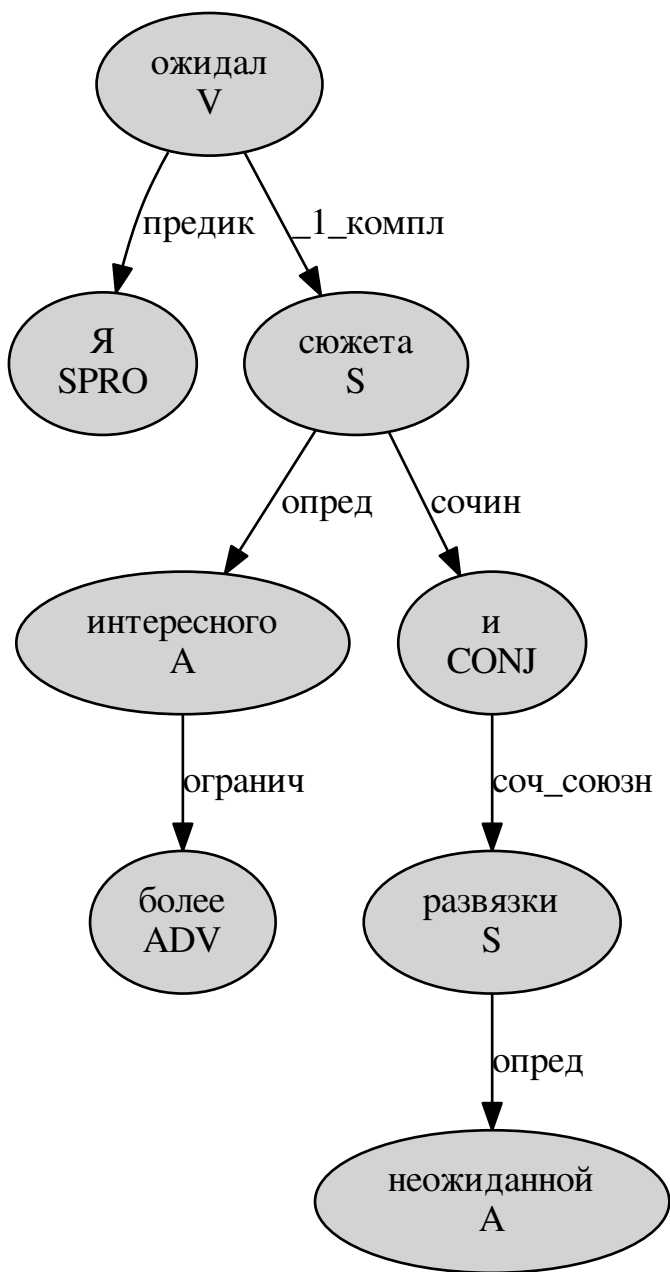 ожидал
V
предик
_1_компл
Я
SPRO
сюжета
S
опред
сочин
интересного
A
и
CONJ
огранич
соч_союзн
более
ADV
развязки
S
опред
неожиданной
A